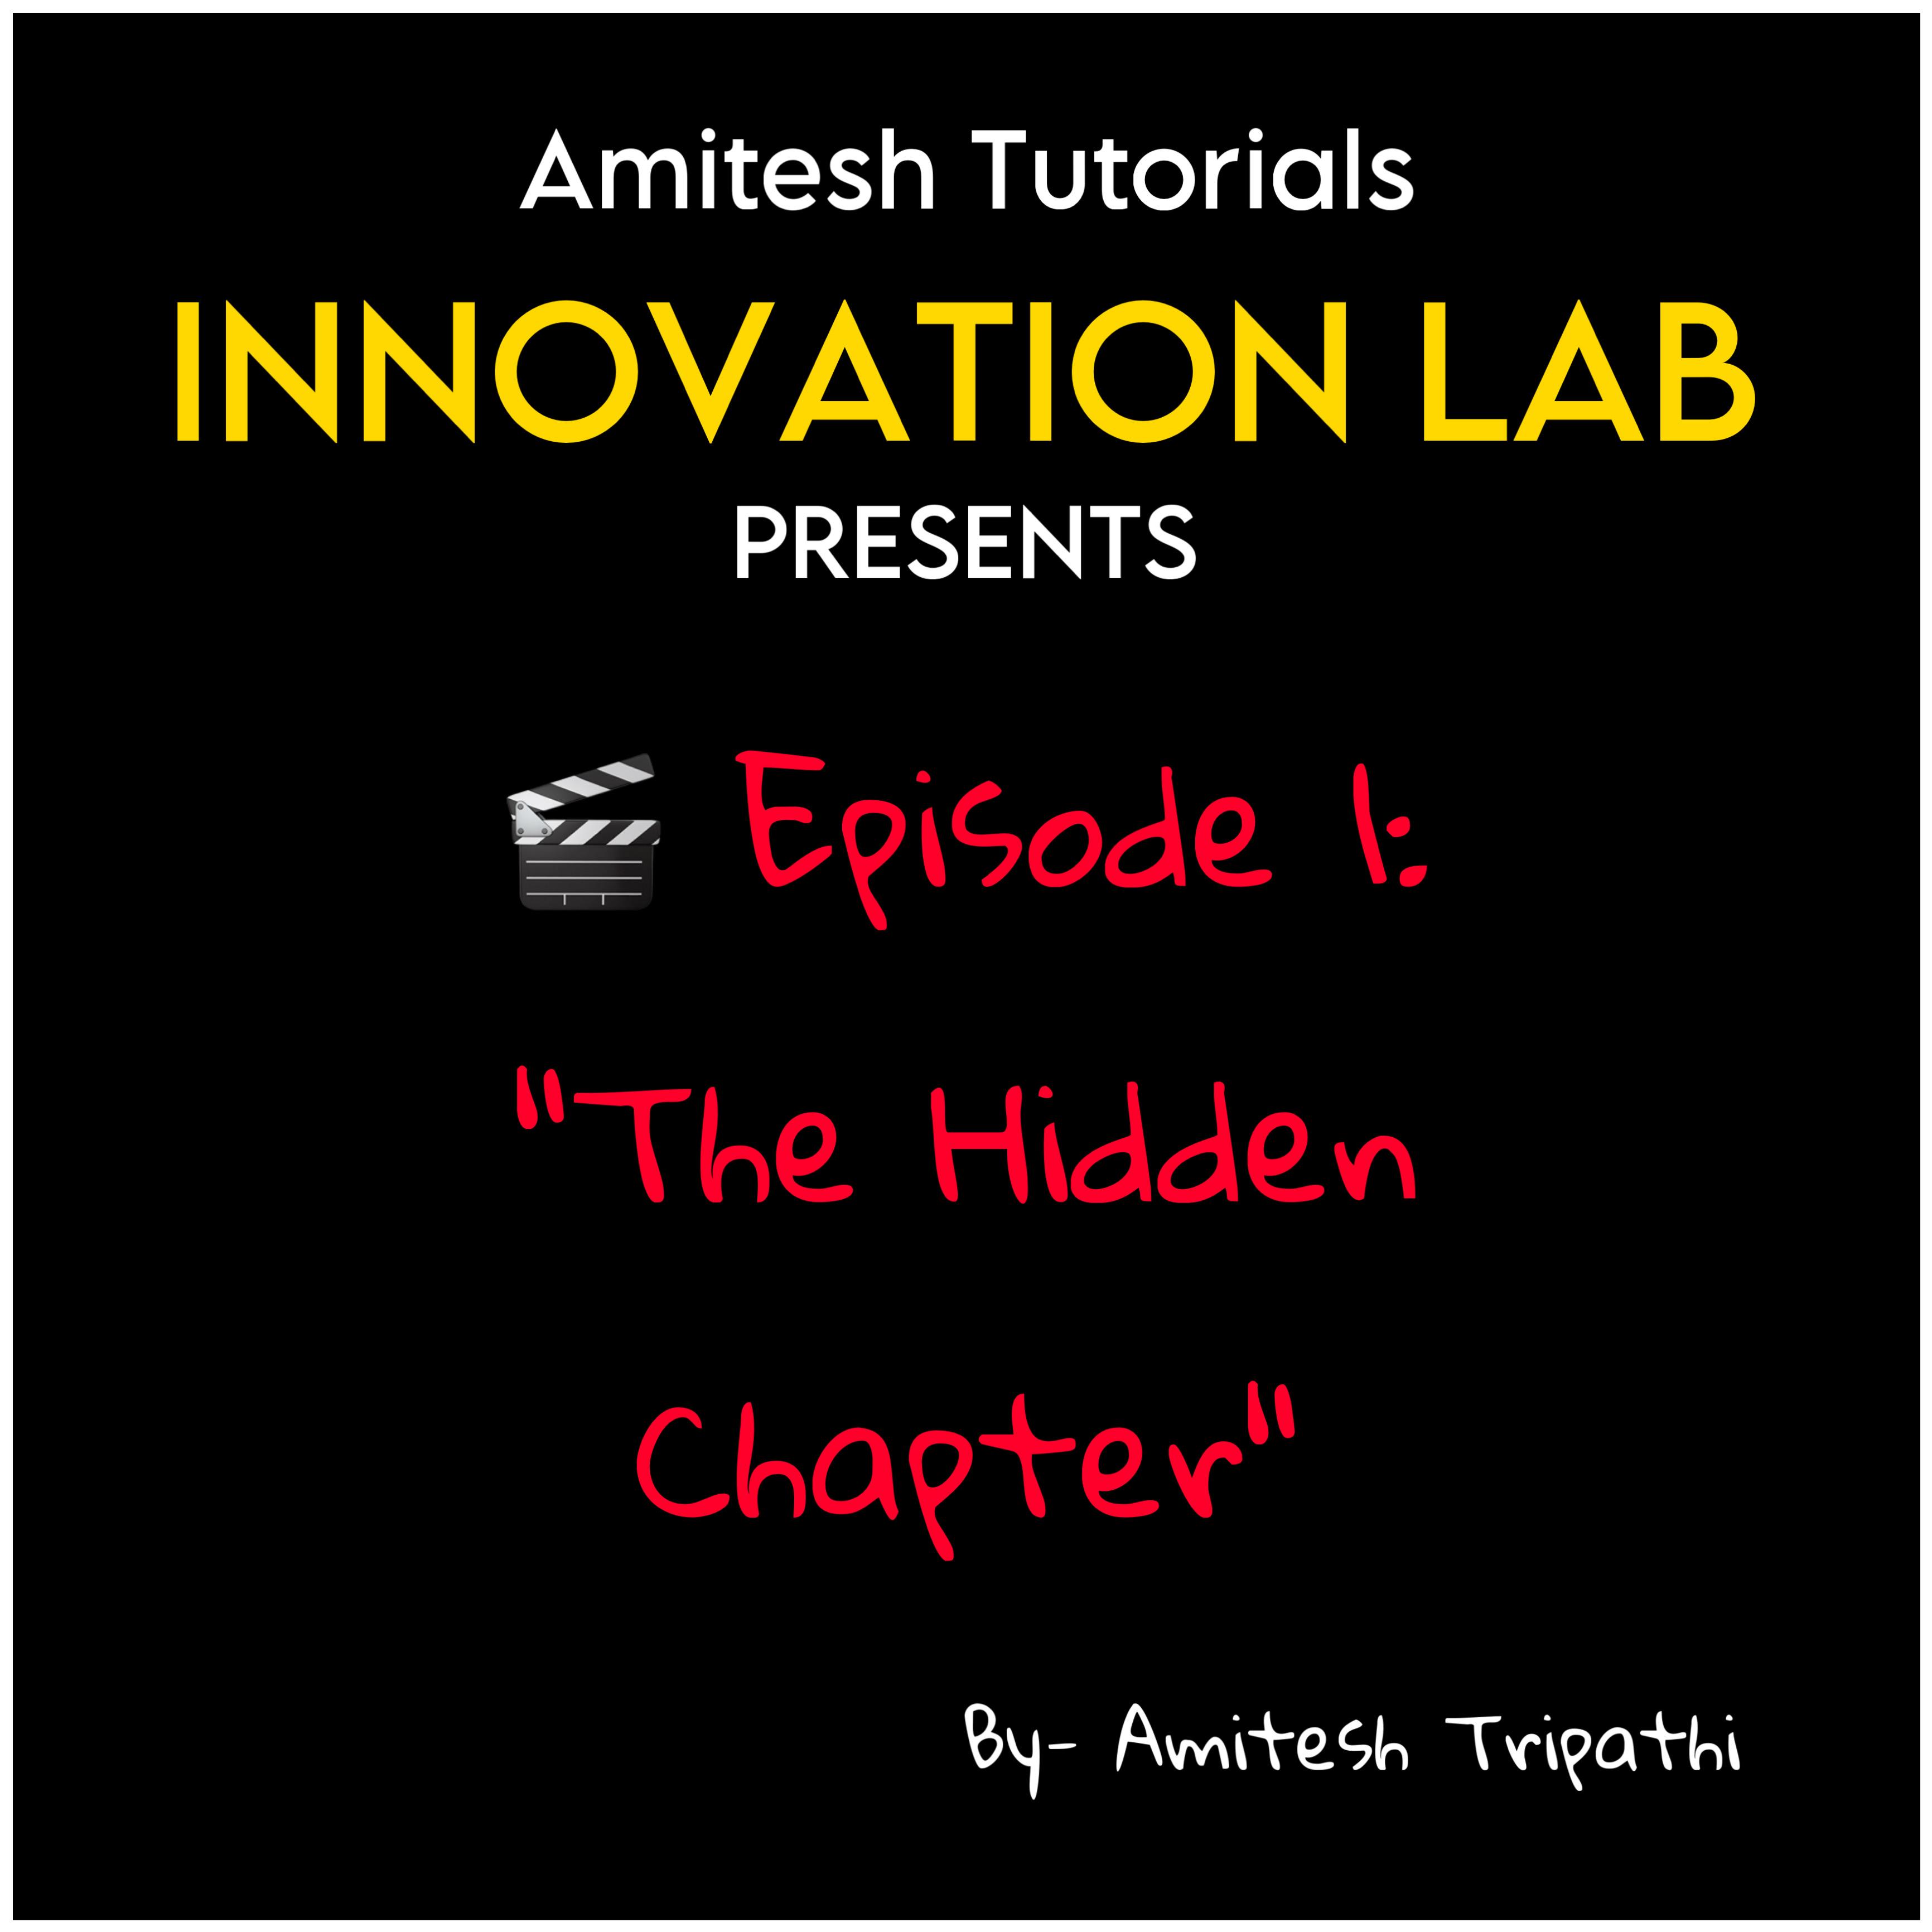 Amitesh Tutorials
INNOVATION LAB
PRESENTS
🎬 Episode 1:
"The Hidden
Chapter"
By- Amitesh Tripathi